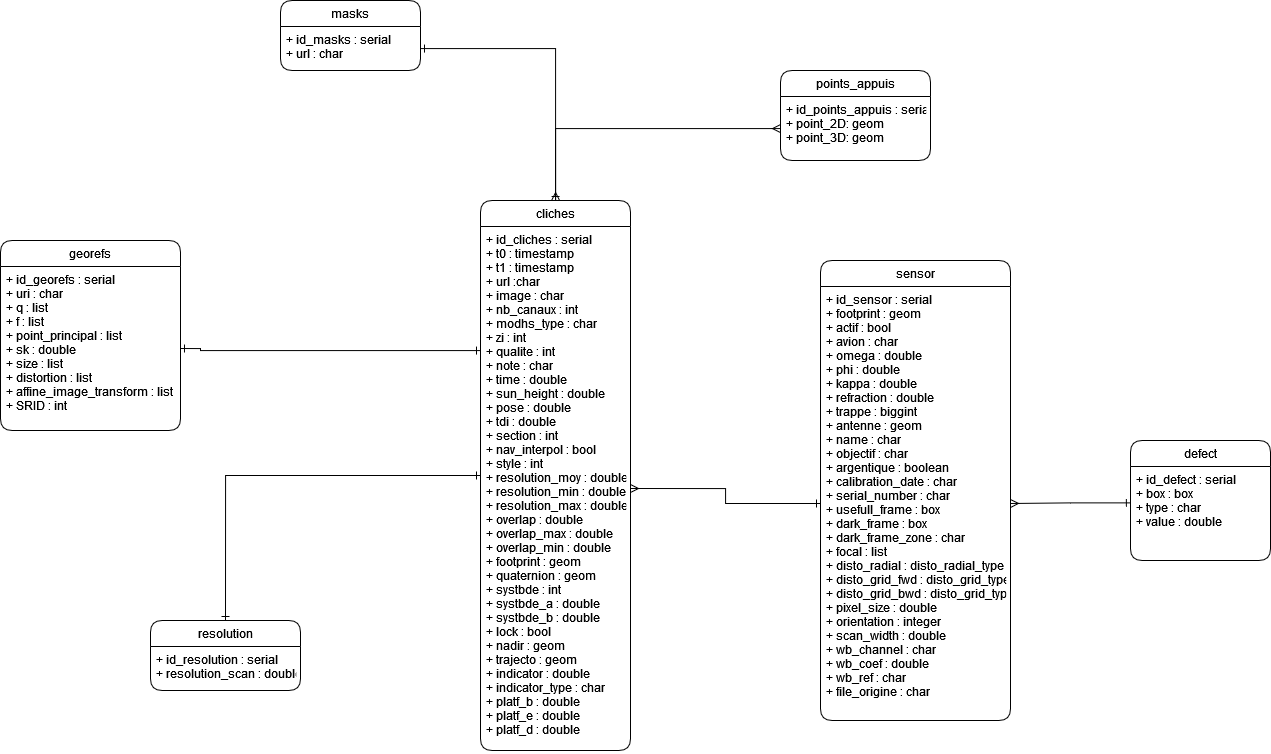 masks
+ id_masks : serial
+ url : char
points_appuis
+ id_points_appuis : seria
+ point_2D: geom
+ point_3D: geom
cliches
+ id_cliches : serial
+ t0 : timestamp
+ t1 : timestamp
+ url :char
+ image : char
+ nb_canaux : int
+ modhs_type : char
+ zi : int
+ qualite : int
+ note : char
+ time : double
+ sun_height : double
+ pose : double
+ tdi : double
+ section : int
+ nav_interpol : bool
+ style : int
+ resolution_moy : double
+ resolution_min : double
+ resolution_max : double
+ overlap : double
+ overlap_max : double
+ overlap_min : double
+ footprint : geom
+ quaternion : geom
+ systbde : int
+ systbde_a : double
+ systbde_b : double
+ lock : bool
+ nadir : geom
+ trajecto : geom
+ indicator : double
+ indicator_type : char
+ platf_b : double
+ platf_e : double
+ platf_d : double
georefs
+ id_georefs : serial
+ uri : char
+ q : list
+ f : list
+ point_principal : list
+ sk : double
+ size : list
+ distortion : list
+ affine_image_transform : list
+ SRID : int
sensor
+ id_sensor : serial
+ footprint : geom
+ actif : bool
+ avion : char
+ omega : double
+ phi : double
+ kappa : double
+ refraction : double
+ trappe : biggint
+ antenne : geom
+ name : char
+ objectif : char
+ argentique : boolean
+ calibration_date : char
+ serial_number : char
+ usefull_frame : box
+ dark_frame : box
+ dark_frame_zone : char
+ focal : list
+ disto_radial : disto_radial_type
+ disto_grid_fwd : disto_grid_type
+ disto_grid_bwd : disto_grid_typ
+ pixel_size : double
+ orientation : integer
+ scan_width : double
+ wb_channel : char
+ wb_coef : double
+ wb_ref : char
+ file_origine : char
defect
+ id_defect : serial
+ box : box
+ type : char
+ value : double
resolution
+ id_resolution : serial
+ resolution_scan : doubl